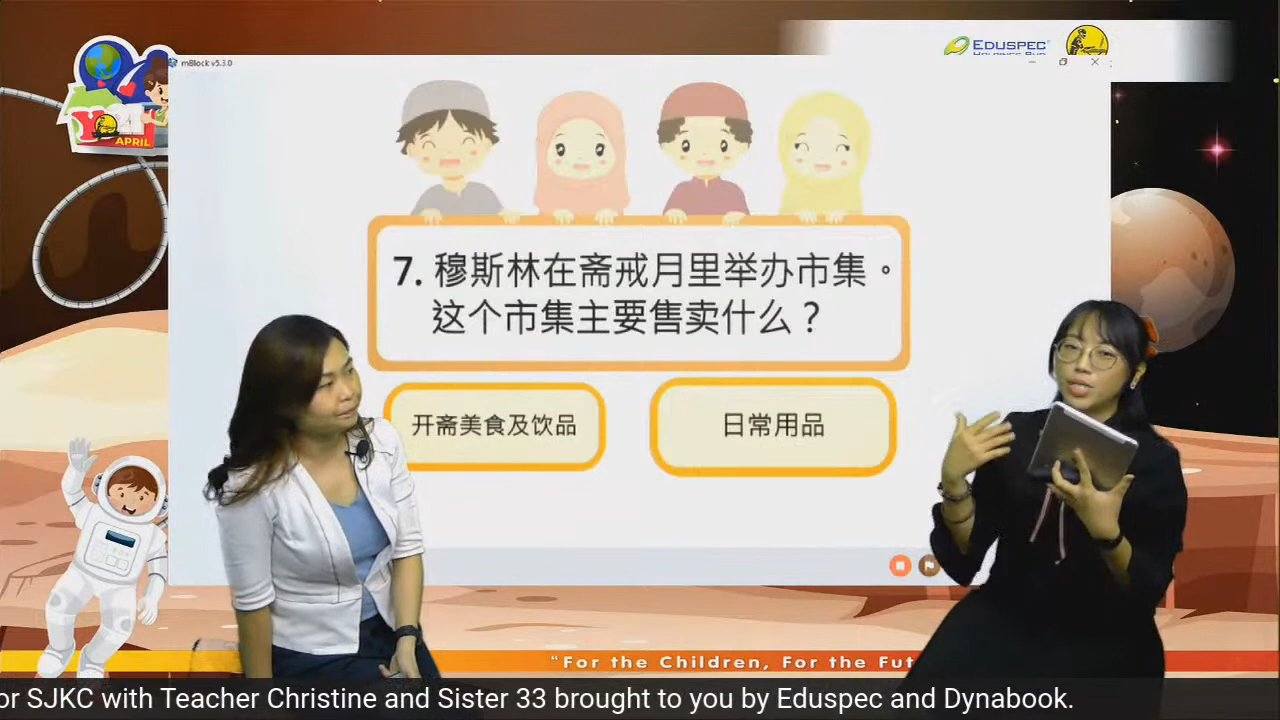 EDUSPEC
mBlock v5.3.0
APRIL
7. 穆斯林在斋戒月里举办市集。
这个市集主要售卖什么？
开斋美食及饮品
日常用品
"For the Children, For the Fut
or SJKC with Teacher Christine and Sister 33 brought to you by Eduspec and Dynabook.